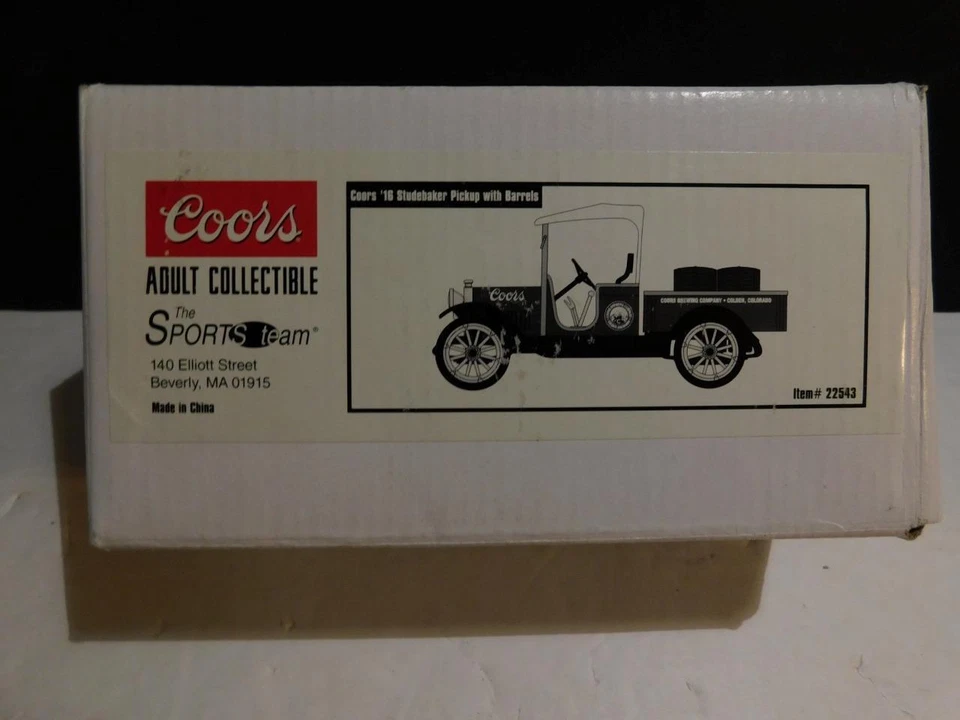 Coors
ADULT COLLECTIBLE
The
SPORTS team®
140 Elliott Street
Beverly, MA 01915
Made in China
Coors '16 Studebaker Pickup with Barrels
Coors
COORS BREWING COMPANY • GOLDEN, COLORADO
Item# 22543